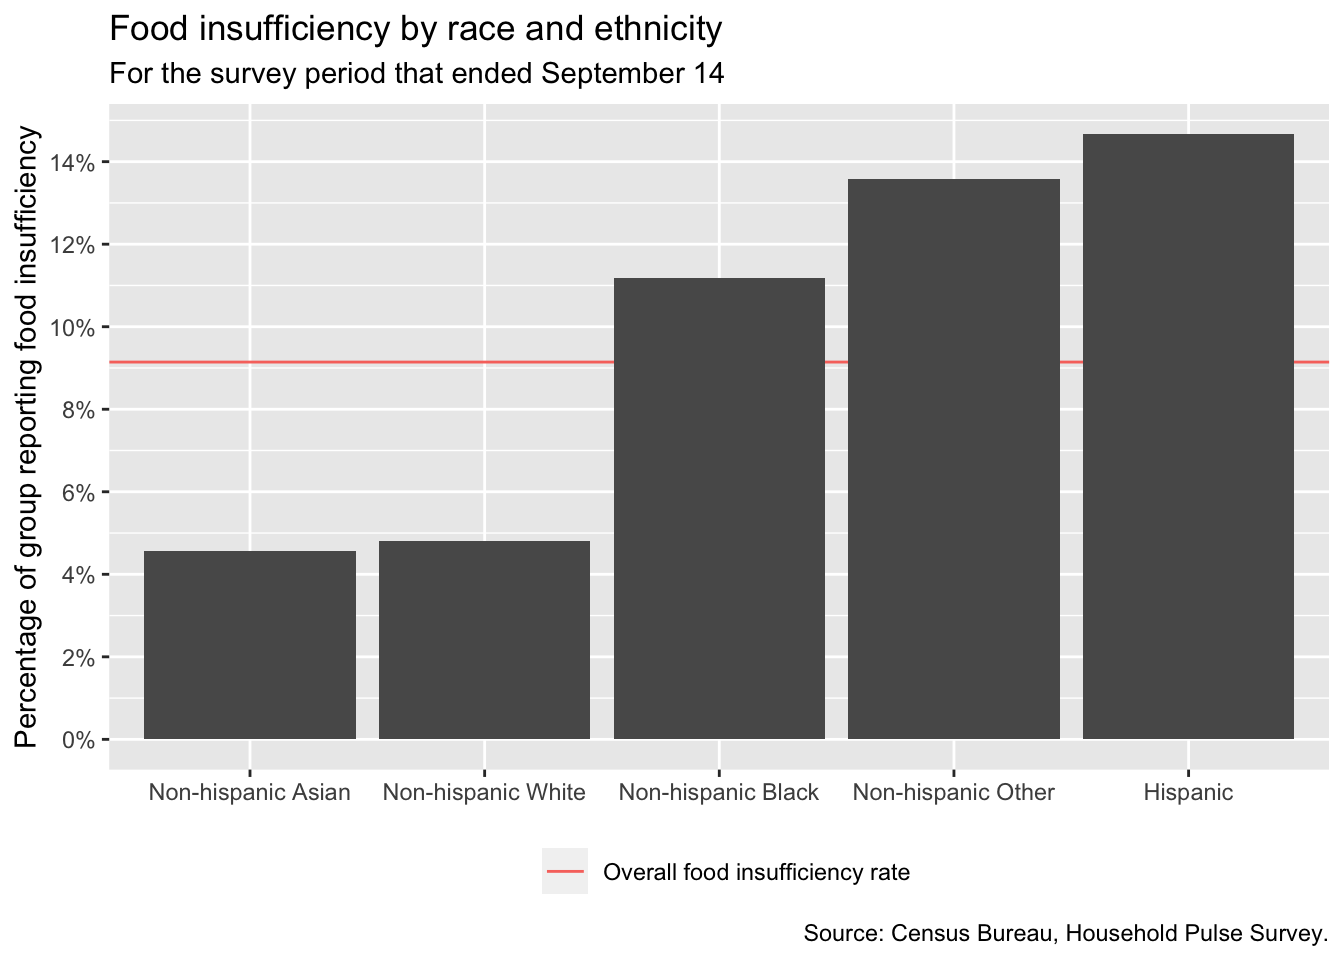 Food insufficiency by race and ethnicity
For the survey period that ended September 14
Percentage of group reporting food insufficiency
14%
12%
10%
8%
6%
4%
2%
0%
Non-hispanic Asian
Non-hispanic White
Non-hispanic Black
Non-hispanic Other
Hispanic
Overall food insufficiency rate
Source: Census Bureau, Household Pulse Survey.